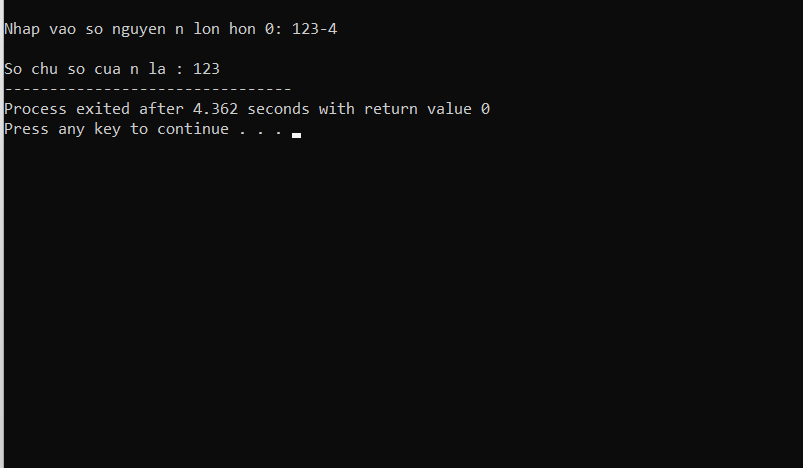 Nhap vao so nguyen n lon hon 0: 123-4
So chu so cua n la : 123
--------------------------------
Process exited after 4.362 seconds with return value 0
Press any key to continue . . .